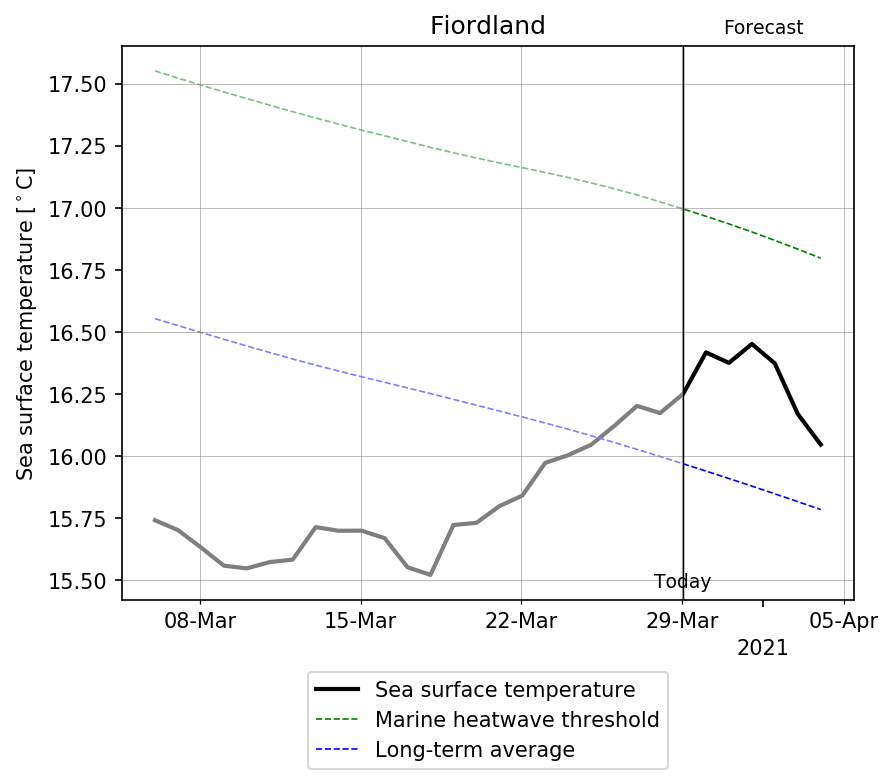 Fiordland
Forecast
Sea surface temperature [°C]
17.50
17.25
17.00
16.75
16.50
16.25
16.00
15.75
15.50
Today
08-Mar
15-Mar
22-Mar
29-Mar
05-Apr
2021
Sea surface temperature
Marine heatwave threshold
Long-term average